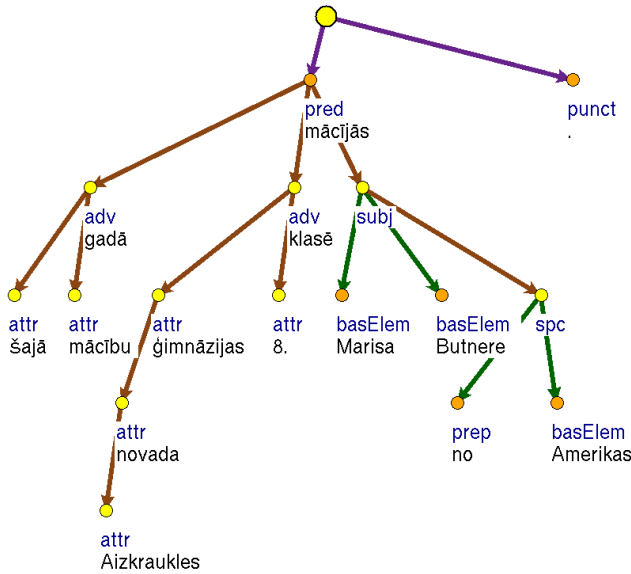 pred
mācījās
punct
.
adv
gadā
adv
klasē
subj
attr
šajā
attr
mācību
attr
ģimnāzijas
attr
8.
basElem
Marisa
basElem
Butnere
spc
attr
novada
prep
no
basElem
Amerikas
attr
Aizkraukles